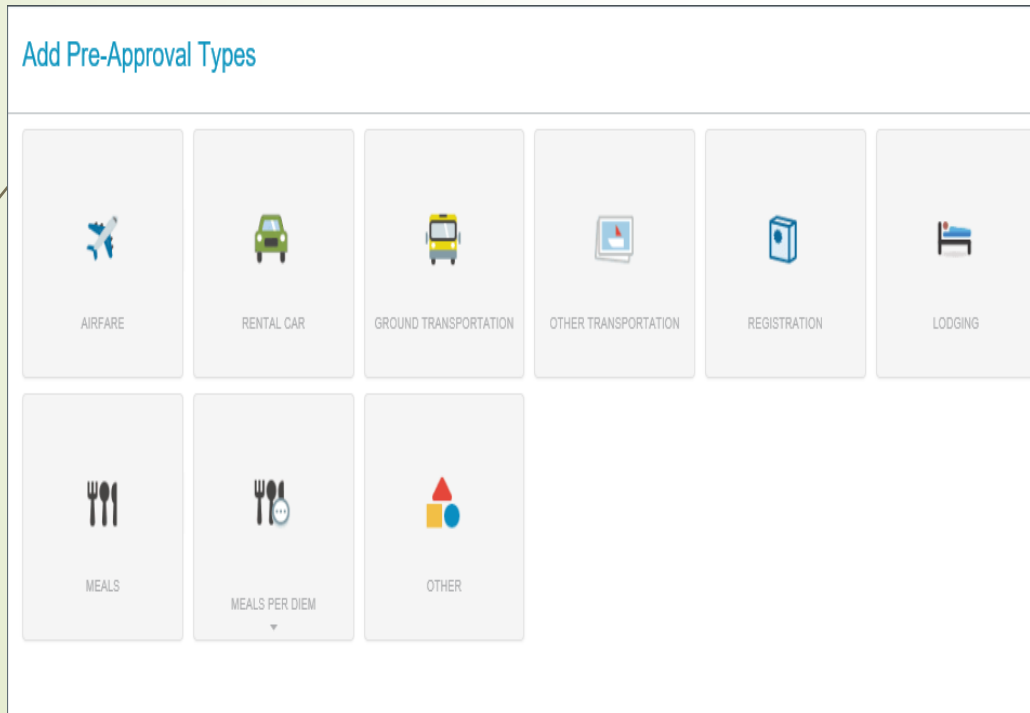 Add Pre-Approval Types
AIRFARE
RENTAL CAR
GROUND TRANSPORTATION
OTHER TRANSPORTATION
REGISTRATION
LODGING
MEALS
MEALS PER DIEM
OTHER